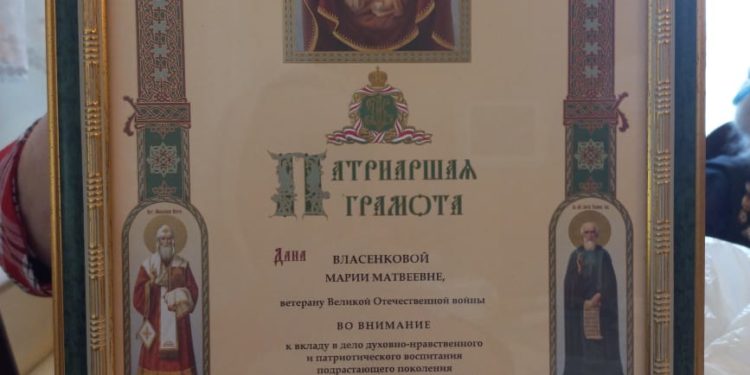 ПАТРИАРШАЯ
ГРАМОТА
ДАНА ВЛАСЕНКОВОЙ
МАРИИ МАТВЕЕВНЕ,
ветерану Великой Отечественной войны
ВО ВНИМАНИЕ
к вкладу в дело духовно-нравственного
и патриотического воспитания
подрастающего поколения